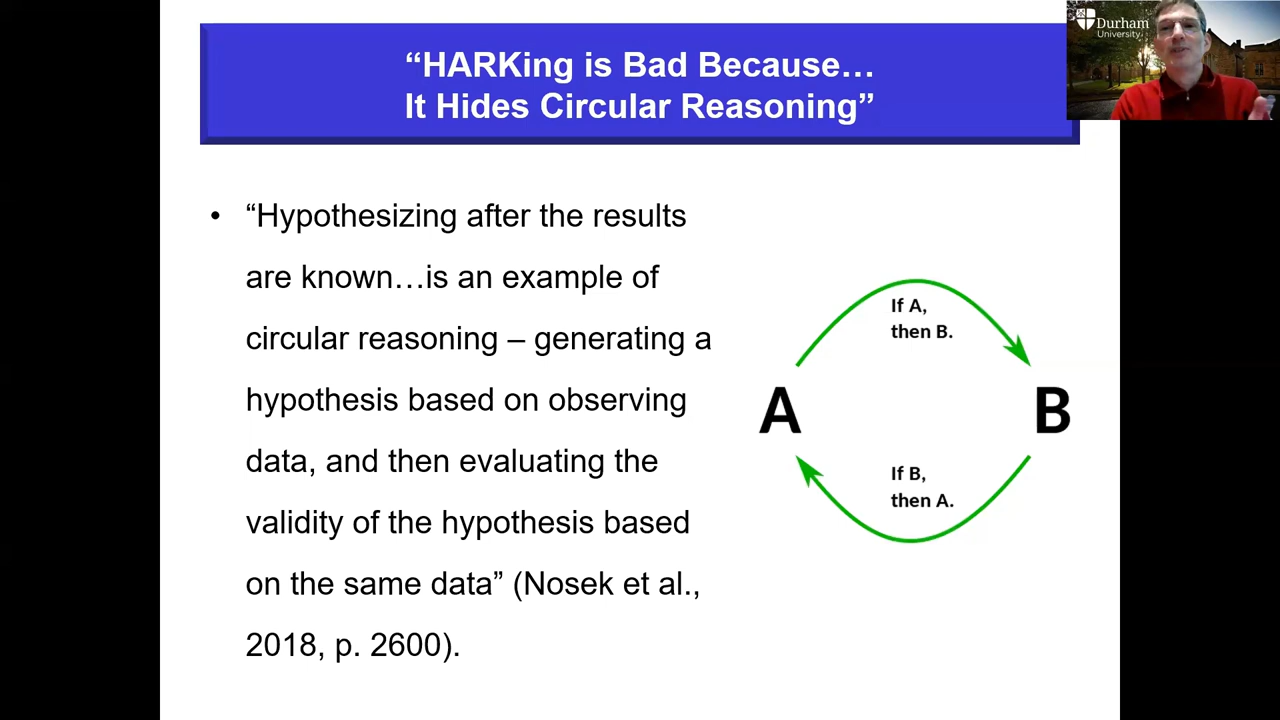 “HARKing is Bad Because…
It Hides Circular Reasoning”
Durham
University
• “Hypothesizing after the results
are known…is an example of
circular reasoning – generating a
hypothesis based on observing
data, and then evaluating the
validity of the hypothesis based
on the same data” (Nosek et al.,
2018, p. 2600).
If A,
then B.
A
B
If B,
then A.